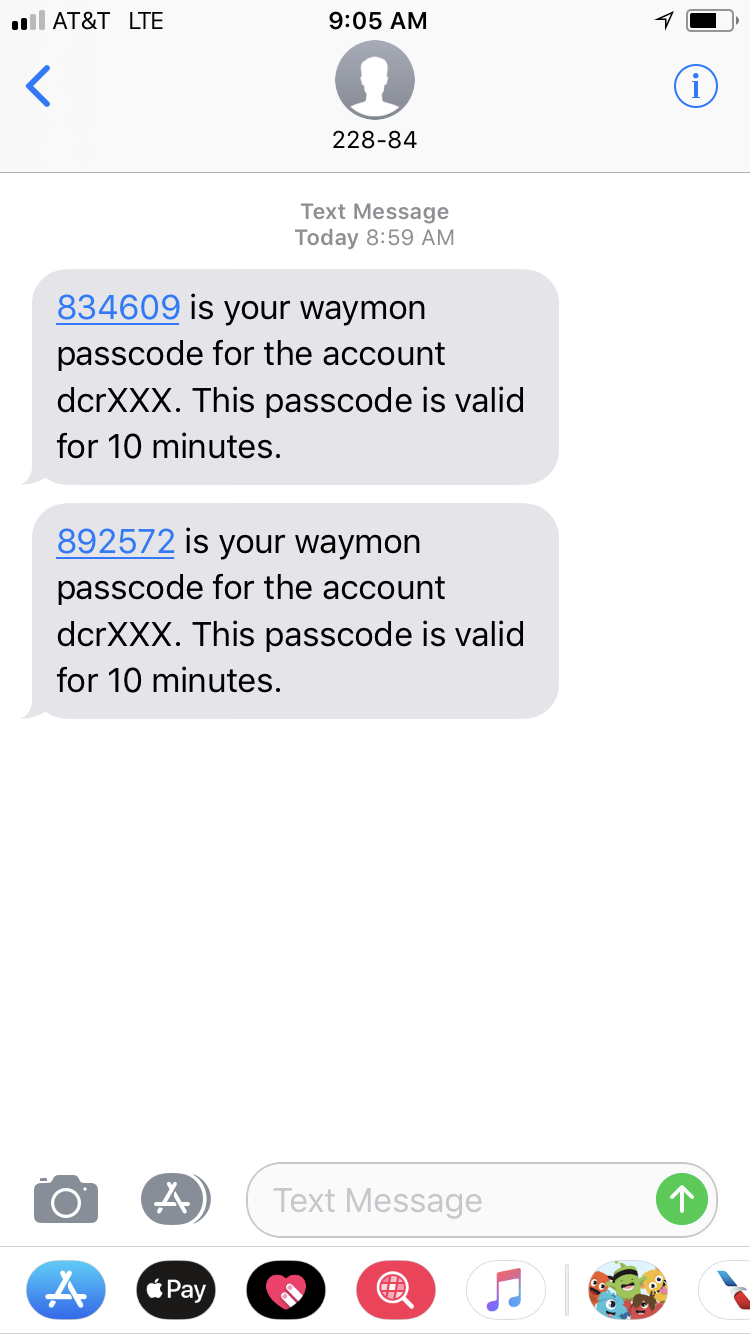 AT&T LTE 9:05 AM
228-84
Text Message
Today 8:59 AM
834609 is your waymon
passcode for the account
dcrXXX. This passcode is valid
for 10 minutes.
892572 is your waymon
passcode for the account
dcrXXX. This passcode is valid
for 10 minutes.
Text Message
Pay